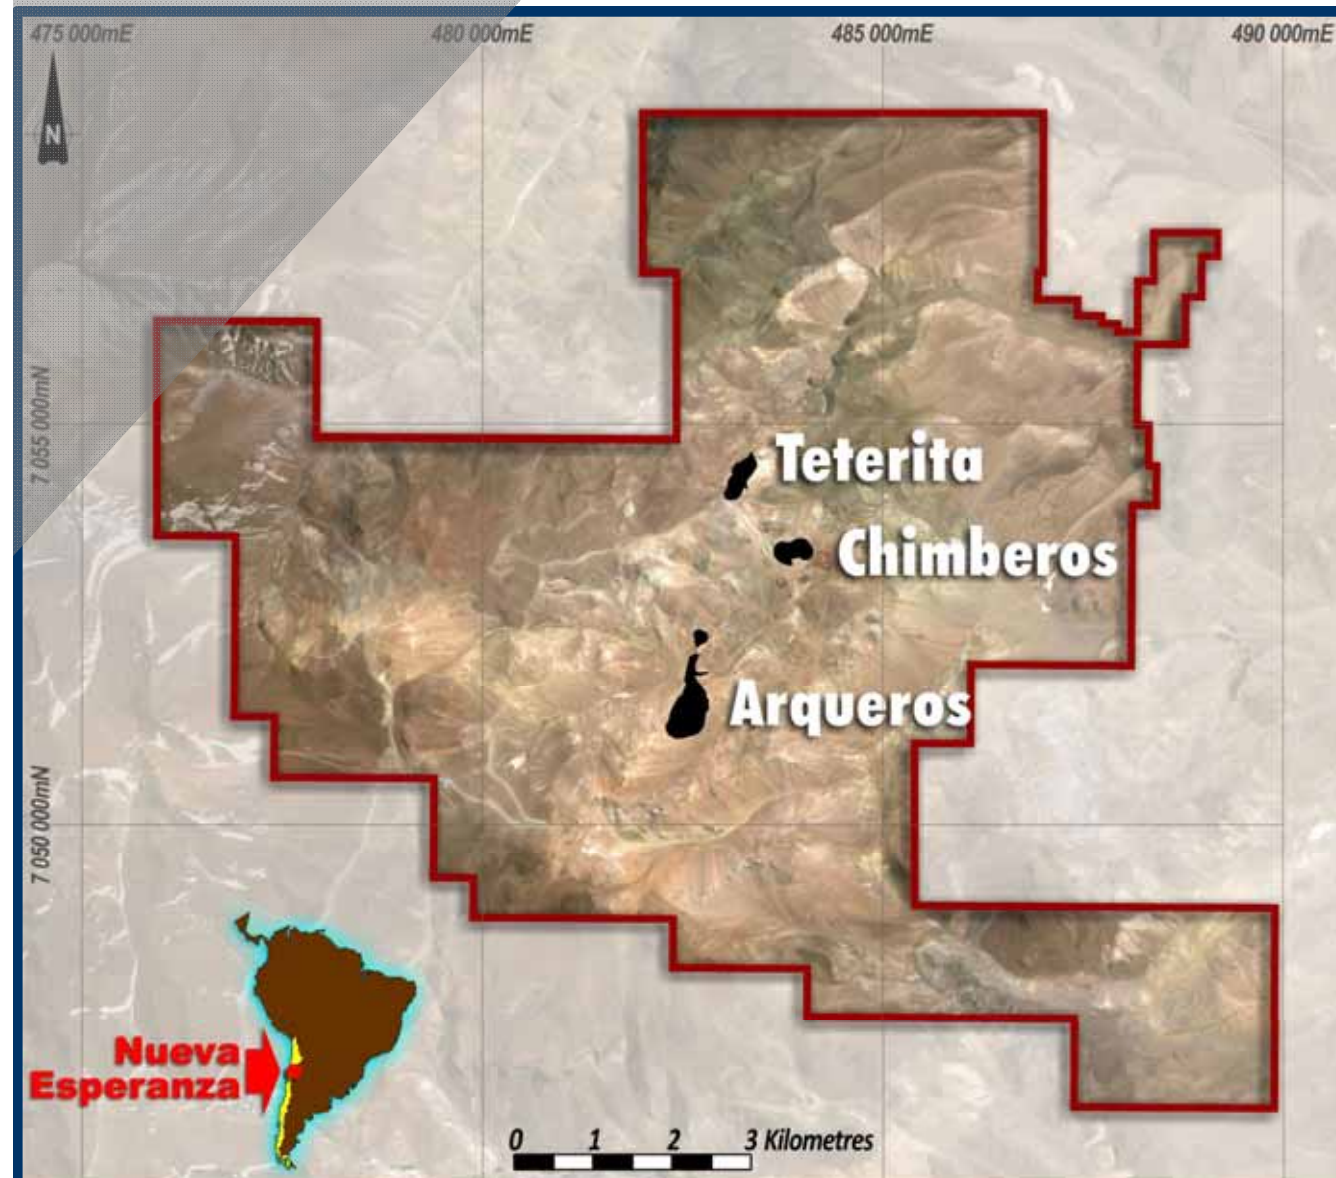 475 000mE 480 000mE 485 000mE 490 000mE
N
7 055 000mN
Teterita
Chimberos
Arqueros
7 050 000mN
Nueva
Esperanza
0 1 2 3 Kilometres